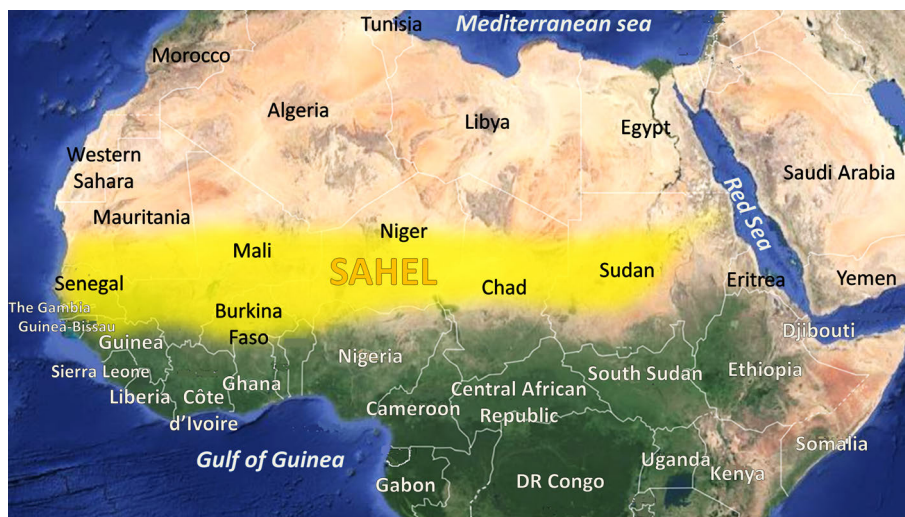 Mediterranean sea
Tunisia
Morocco
Algeria
Libya
Egypt
Western
Sahara
Saudi Arabia
Red Sea
Mauritania
Niger
Mali
SAHEL
Senegal
Chad
Sudan
Eritrea
Yemen
The Gambia
Guinea-Bissau
Burkina
Faso
Guinea
Nigeria
Djibouti
Sierra Leone
Liberia
Côte
d'Ivoire
Ghana
Cameroon
Central African
Republic
South Sudan
Ethiopia
Gulf of Guinea
Gabon
DR Congo
Uganda
Kenya
Somalia